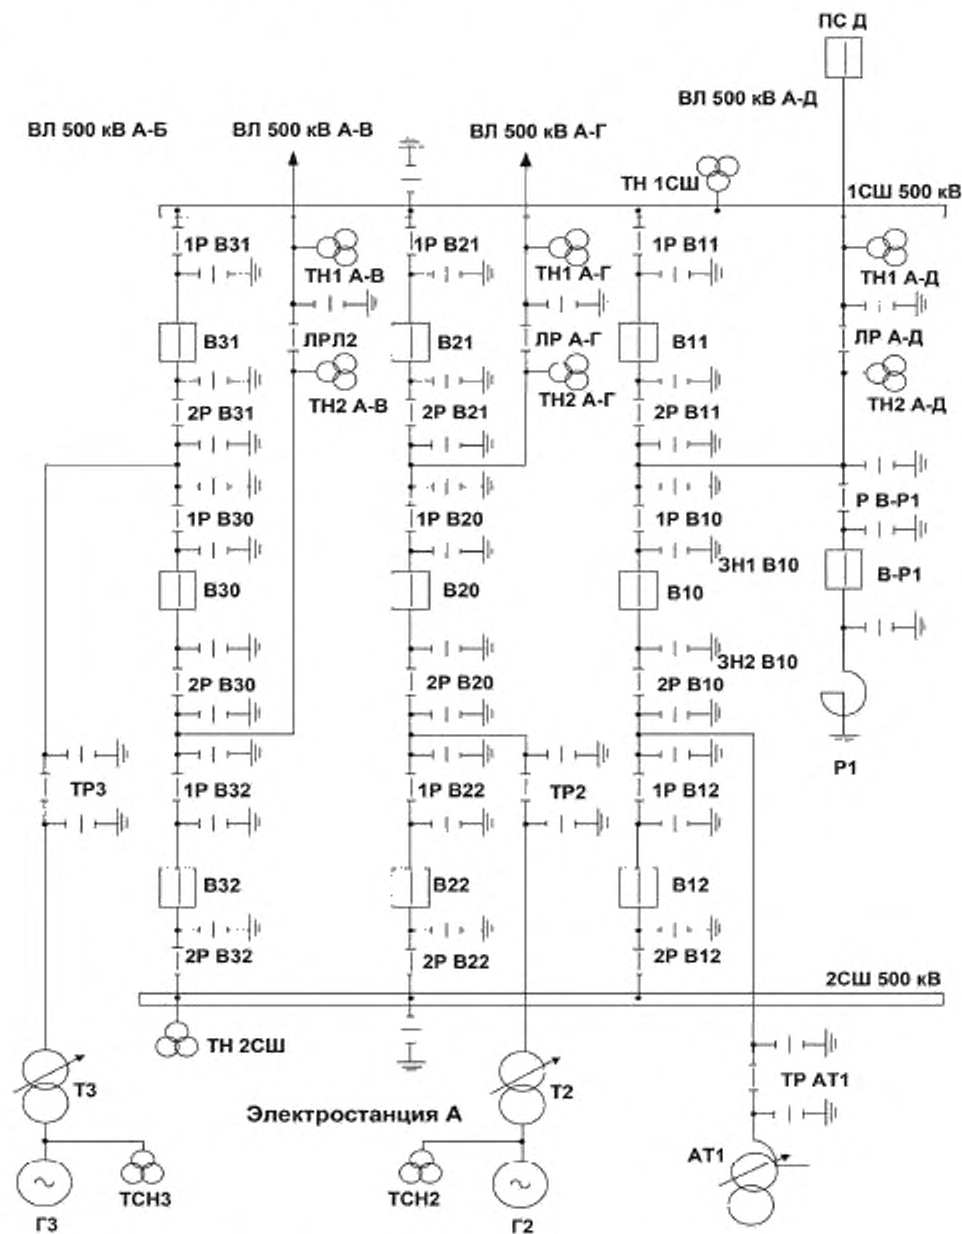 ПС Д
ВЛ 500 кВ А-Д
ВЛ 500 кВ А-Б
ВЛ 500 кВ А-В
ВЛ 500 кВ А-Г
ТН 1СШ
1СШ 500 кВ
1Р В31
1Р В21
1Р В11
ТН1 А-В
ТН1 А-Г
ТН1 А-Д
В31
ЛРЛ2
В21
ЛР А-Г
В11
ЛР А-Д
2Р В31
ТН2 А-В
2Р В21
ТН2 А-Г
2Р В11
ТН2 А-Д
1Р В30
1Р В20
1Р В10
Р В-Р1
ЗН1 В10
В30
В20
В10
В-Р1
2Р В30
2Р В20
2Р В10
ЗН2 В10
Р1
ТР3
1Р В32
1Р В22
ТР2
1Р В12
В32
В22
В12
2Р В32
2Р В22
2Р В12
2СШ 500 кВ
ТН 2СШ
Т3
Т2
ТР АТ1
Электростанция А
АТ1
ТСН3
ТСН2
Г3
Г2